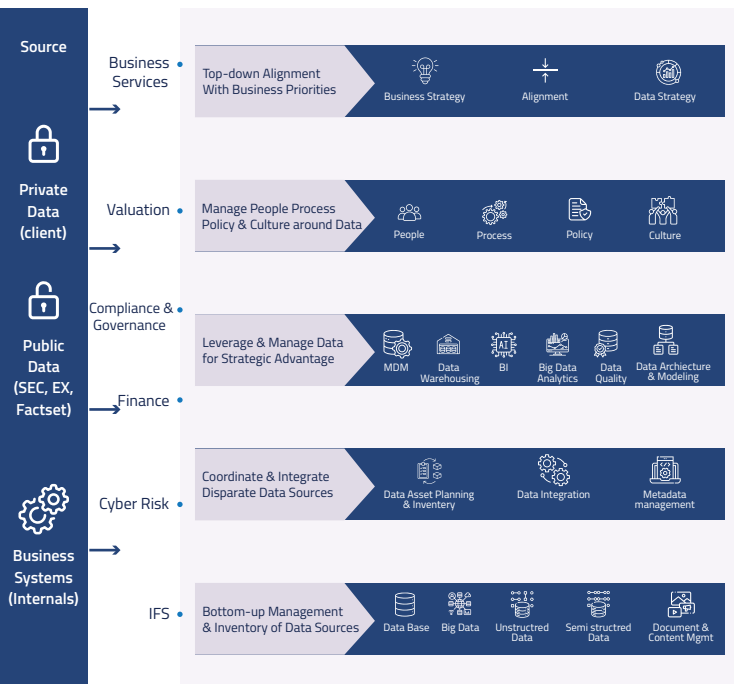 Source
Private
Data
(client)
Public
Data
(SEC, EX,
Factset)
Business
Systems
(Internals)
Business
Services
Valuation
Compliance &
Governance
Finance
Cyber Risk
IFS
Top-down Alignment
With Business Priorities
Business Strategy
Alignment
Data Strategy
Manage People Process
Policy & Culture around Data
People
Process
Policy
Culture
Leverage & Manage Data
for Strategic Advantage
MDM
Data
Warehousing
AI
BI
Big Data
Analytics
Data
Quality
Data Archiecture
& Modeling
Coordinate & Integrate
Disparate Data Sources
Data Asset Planning
& Inventory
Data Integration
Metadata
management
Bottom-up Management
& Inventory of Data Sources
Data Base
Big Data
Unstructred
Data
Semi structred
Data
Document &
Content Mgmt